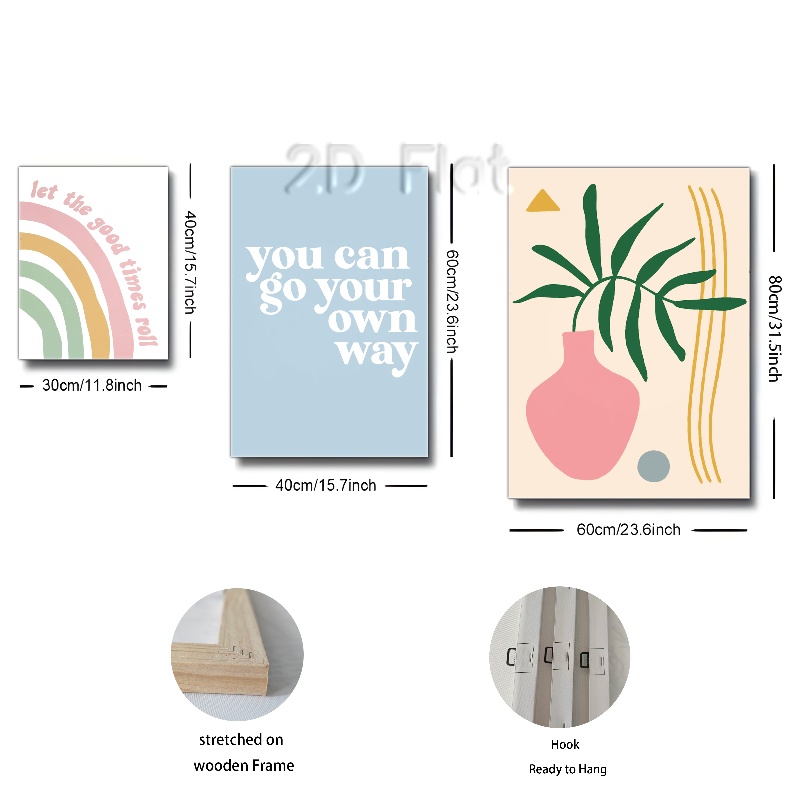 2D Flat
let the good times roll
40cm/15.7inch
30cm/11.8inch
you can
go your
own
way
60cm/23.6inch
40cm/15.7inch
80cm/31.5inch
60cm/23.6inch
stretched on
wooden Frame
Hook
Ready to Hang